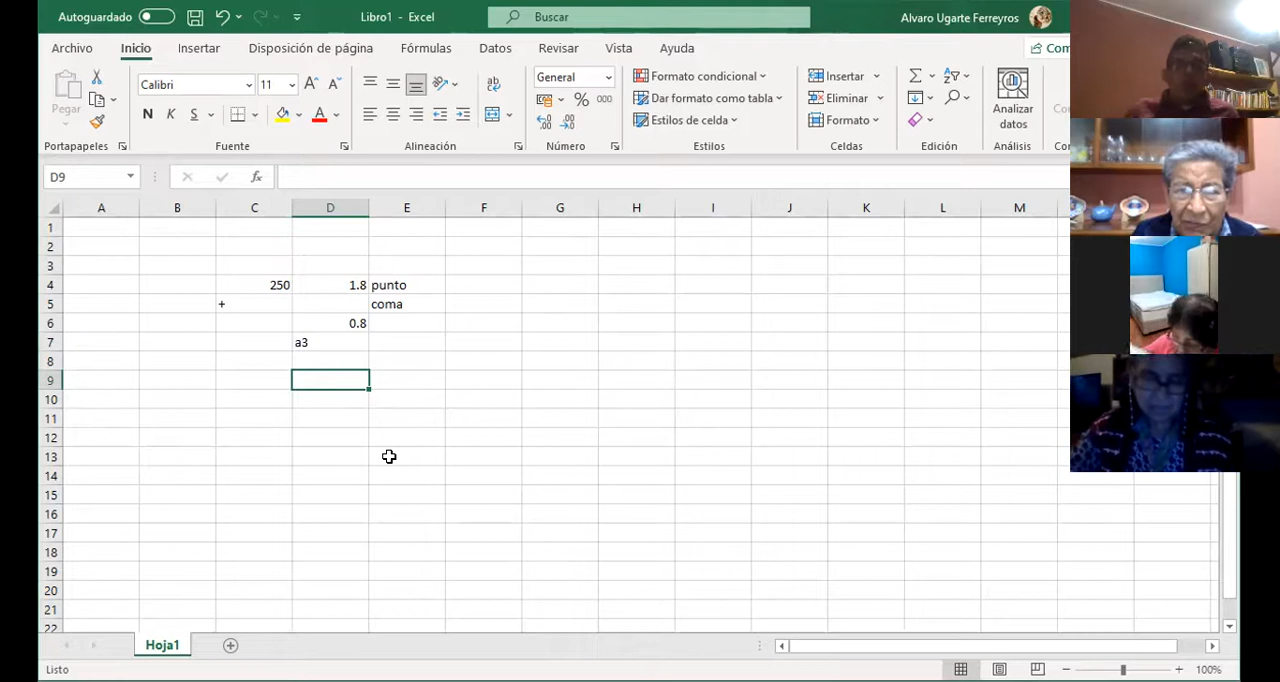 Autoguardado
Libro1 - Excel
Buscar
Alvaro Ugarte Ferreyros
Archivo Inicio Insertar Disposición de página Fórmulas Datos Revisar Vista Ayuda
Pegar
Portapapeles
Calibri 11
N K S
Fuente
ab
Alineación
General
% 000
Número
Formato condicional
Dar formato como tabla
Estilos de celda
Estilos
Insertar
Eliminar
Formato
Celdas
Edición
Analizar datos
Análisis
D9
fx
A B C D E F G H I J K L M
1
2
3
4 250 1.8 punto
5 + coma
6 0.8
7 a3
8
9
10
11
12
13
14
15
16
17
18
19
20
21
22
Hoja1
Listo
100%